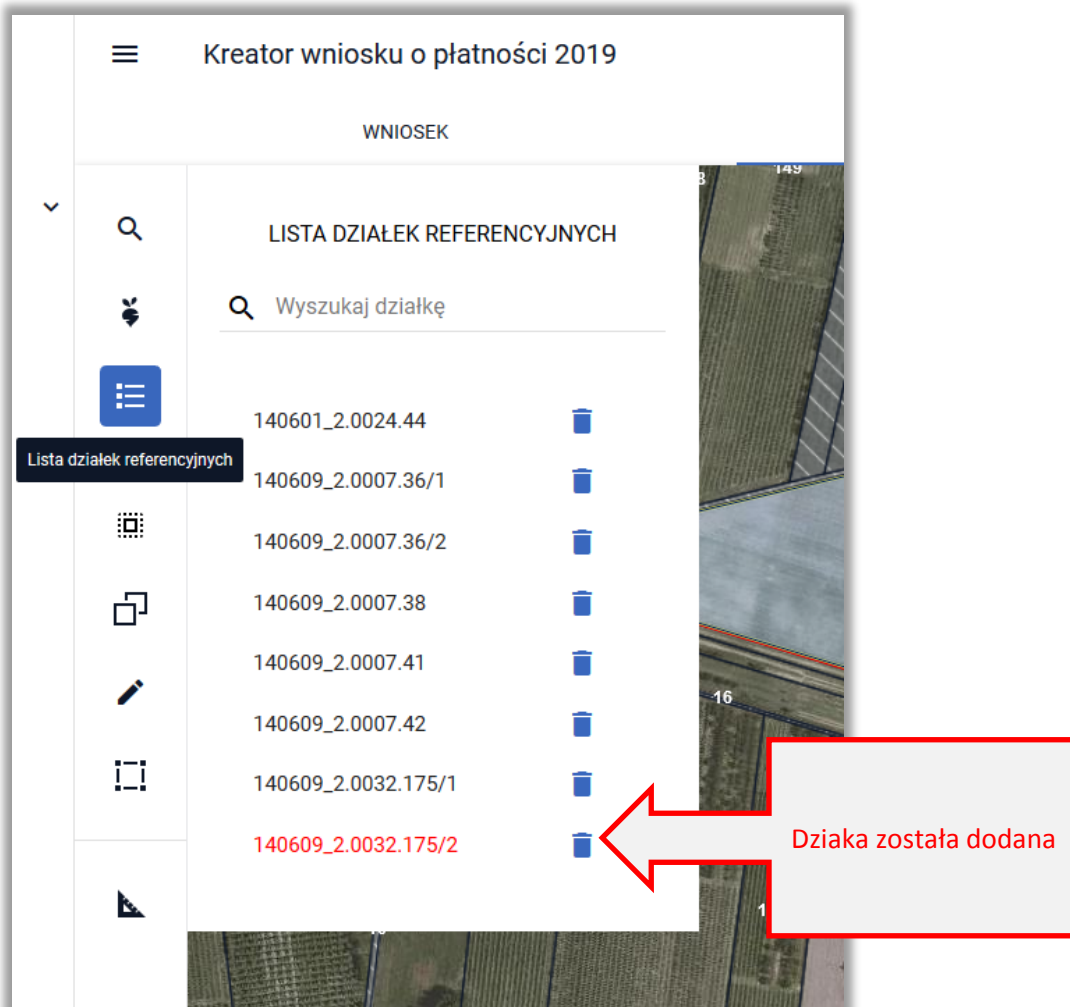 Kreator wniosku o płatności 2019
WNIOSEK
149
LISTA DZIAŁEK REFERENCYJNYCH
Wyszukaj działkę
140601_2.0024.44
Lista działek referencyjnych
140609_2.0007.36/1
140609_2.0007.36/2
140609_2.0007.38
140609_2.0007.41
16
140609_2.0007.42
140609_2.0032.175/1
140609_2.0032.175/2
Dziaka została dodana